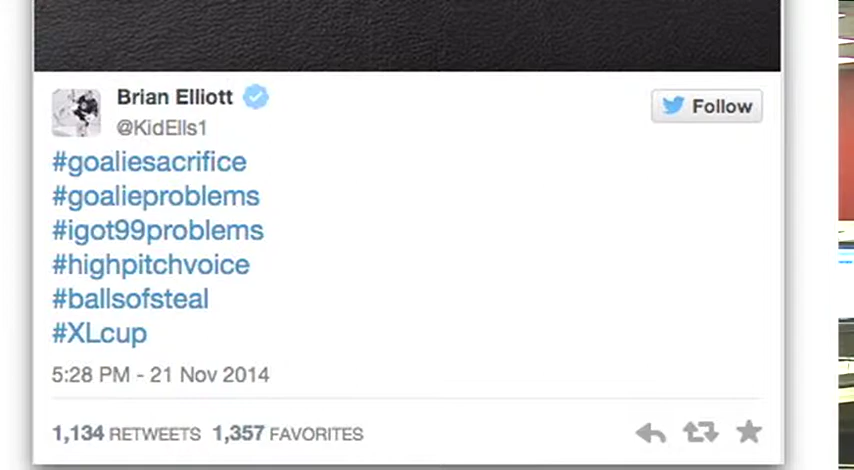 Brian Elliott
Follow
@KidElls1
#goaliesacrifice
#goalieproblems
#igot99problems
#highpitchvoice
#ballsofsteal
#XLcup
5:28 PM - 21 Nov 2014
1,134 RETWEETS 1,357 FAVORITES